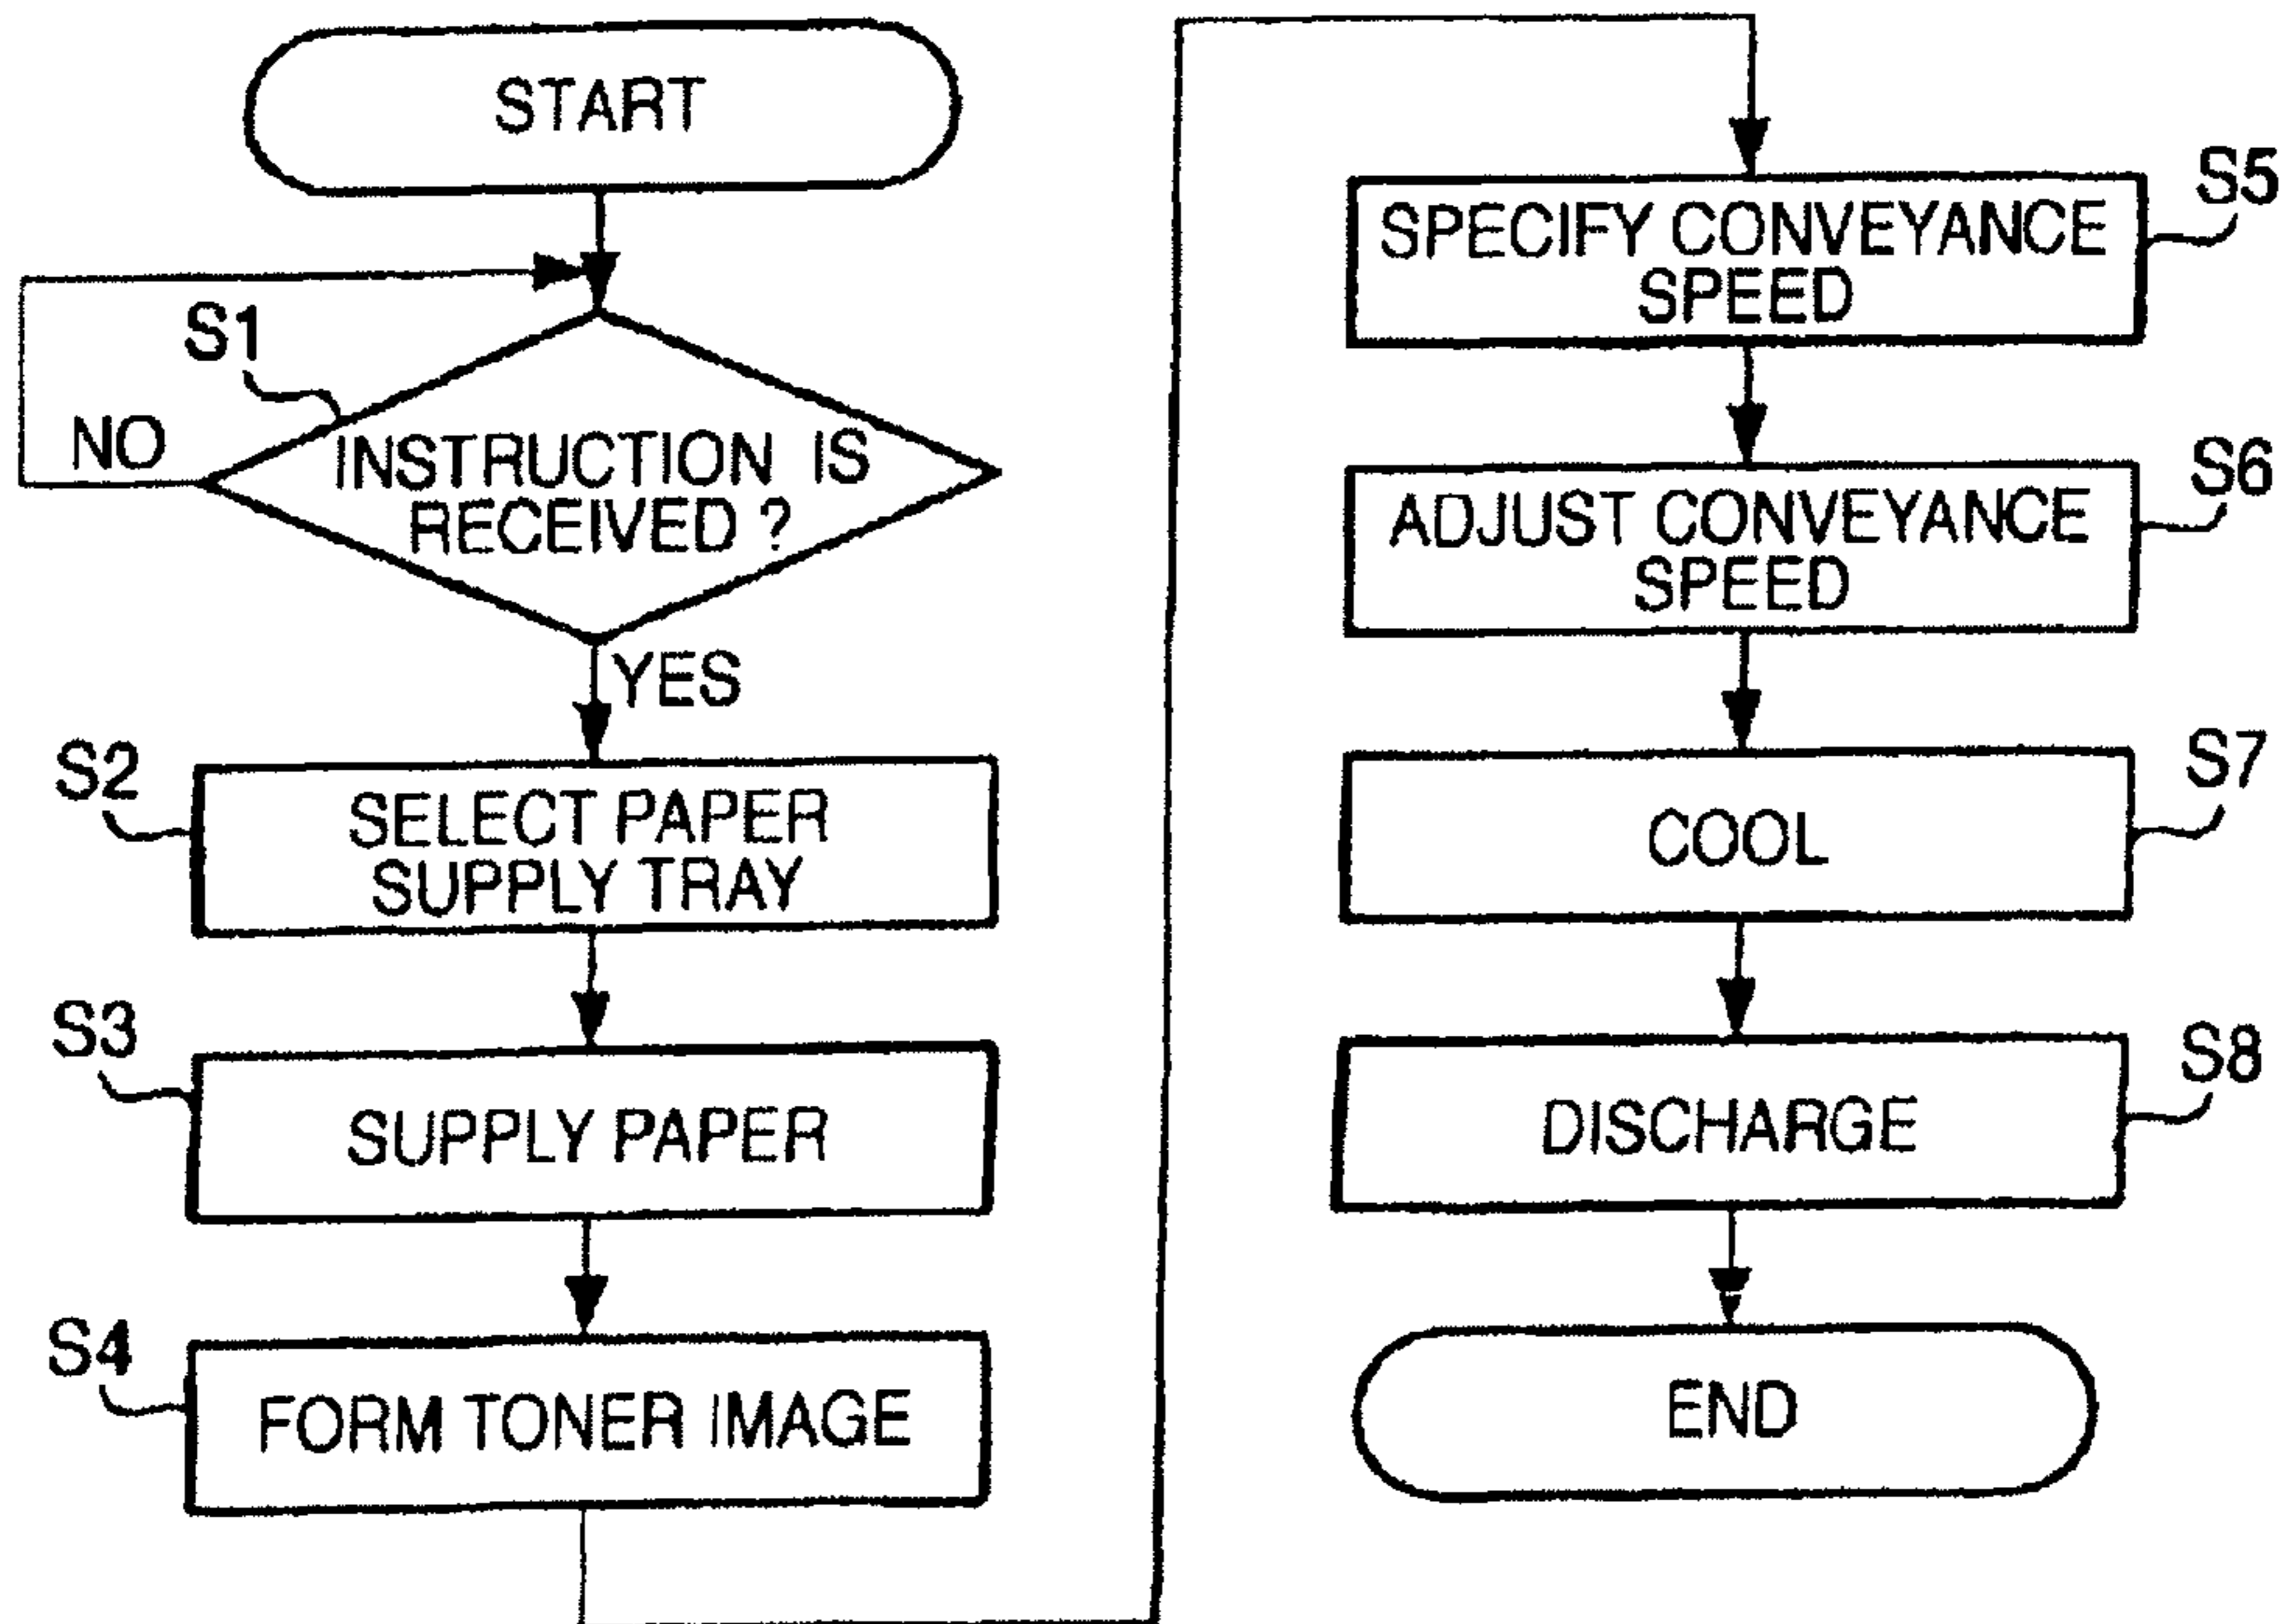 START
S1
NO
INSTRUCTION IS
RECEIVED ?
YES
S2
SELECT PAPER
SUPPLY TRAY
S3
SUPPLY PAPER
S4
FORM TONER IMAGE
S5
SPECIFY CONVEYANCE
SPEED
S6
ADJUST CONVEYANCE
SPEED
S7
COOL
S8
DISCHARGE
END